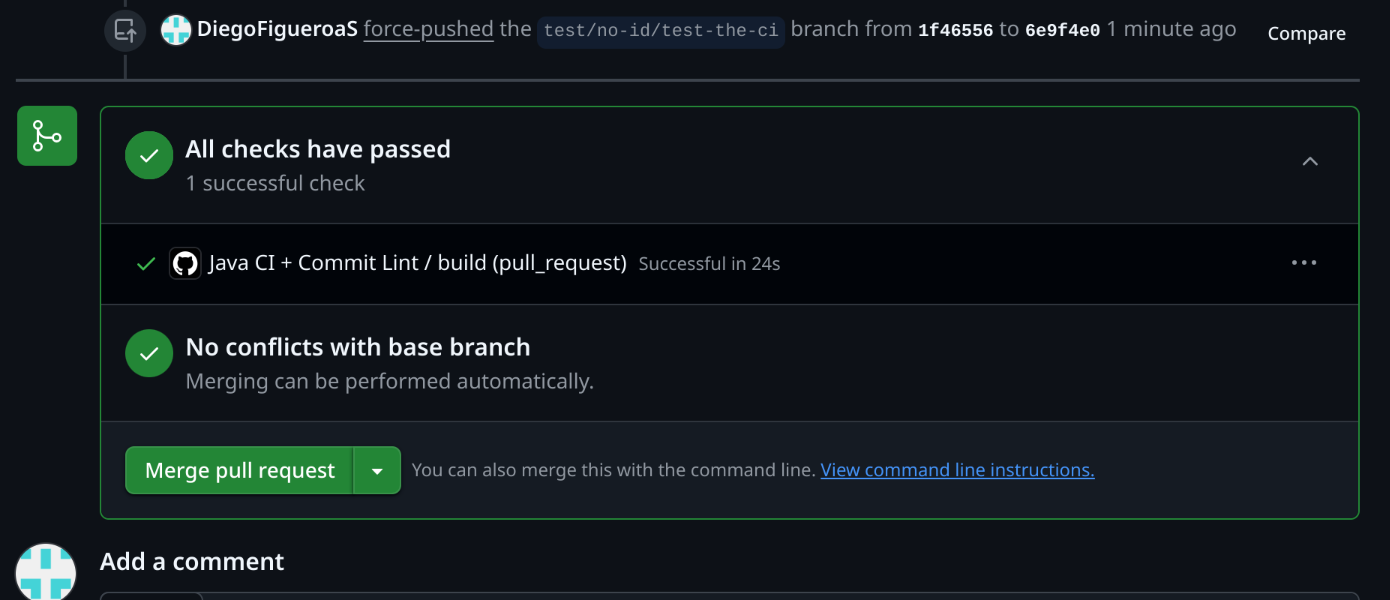 DiegoFigueroaS force-pushed the test/no-id/test-the-ci branch from 1f46556 to 6e9f4e0 1 minute ago Compare
All checks have passed
1 successful check
Java CI + Commit Lint / build (pull_request) Successful in 24s
No conflicts with base branch
Merging can be performed automatically.
Merge pull request You can also merge this with the command line. View command line instructions.
Add a comment